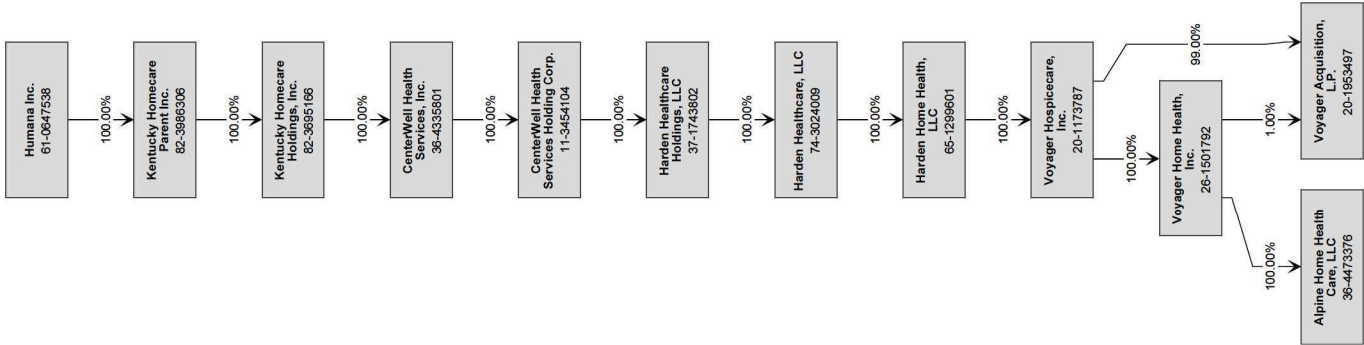 Humana Inc.
61-0647538
100.00%
Kentucky Homecare
Parent Inc.
82-3986306
100.00%
Kentucky Homecare
Holdings, Inc.
82-3695166
100.00%
CenterWell Health
Services, Inc.
36-4335801
100.00%
CenterWell Health
Services Holding Corp.
11-3454104
100.00%
Harden Healthcare
Holdings, LLC
37-1743802
100.00%
Harden Healthcare, LLC
74-3024009
100.00%
Harden Home Health,
LLC
65-1299601
100.00%
Voyager Hospicecare,
Inc.
20-1173787
100.00%
99.00%
Voyager Home Health,
Inc.
26-1501792
100.00%
1.00%
Alpine Home Health
Care, LLC
36-4473376
Voyager Acquisition,
L.P.
20-1953497